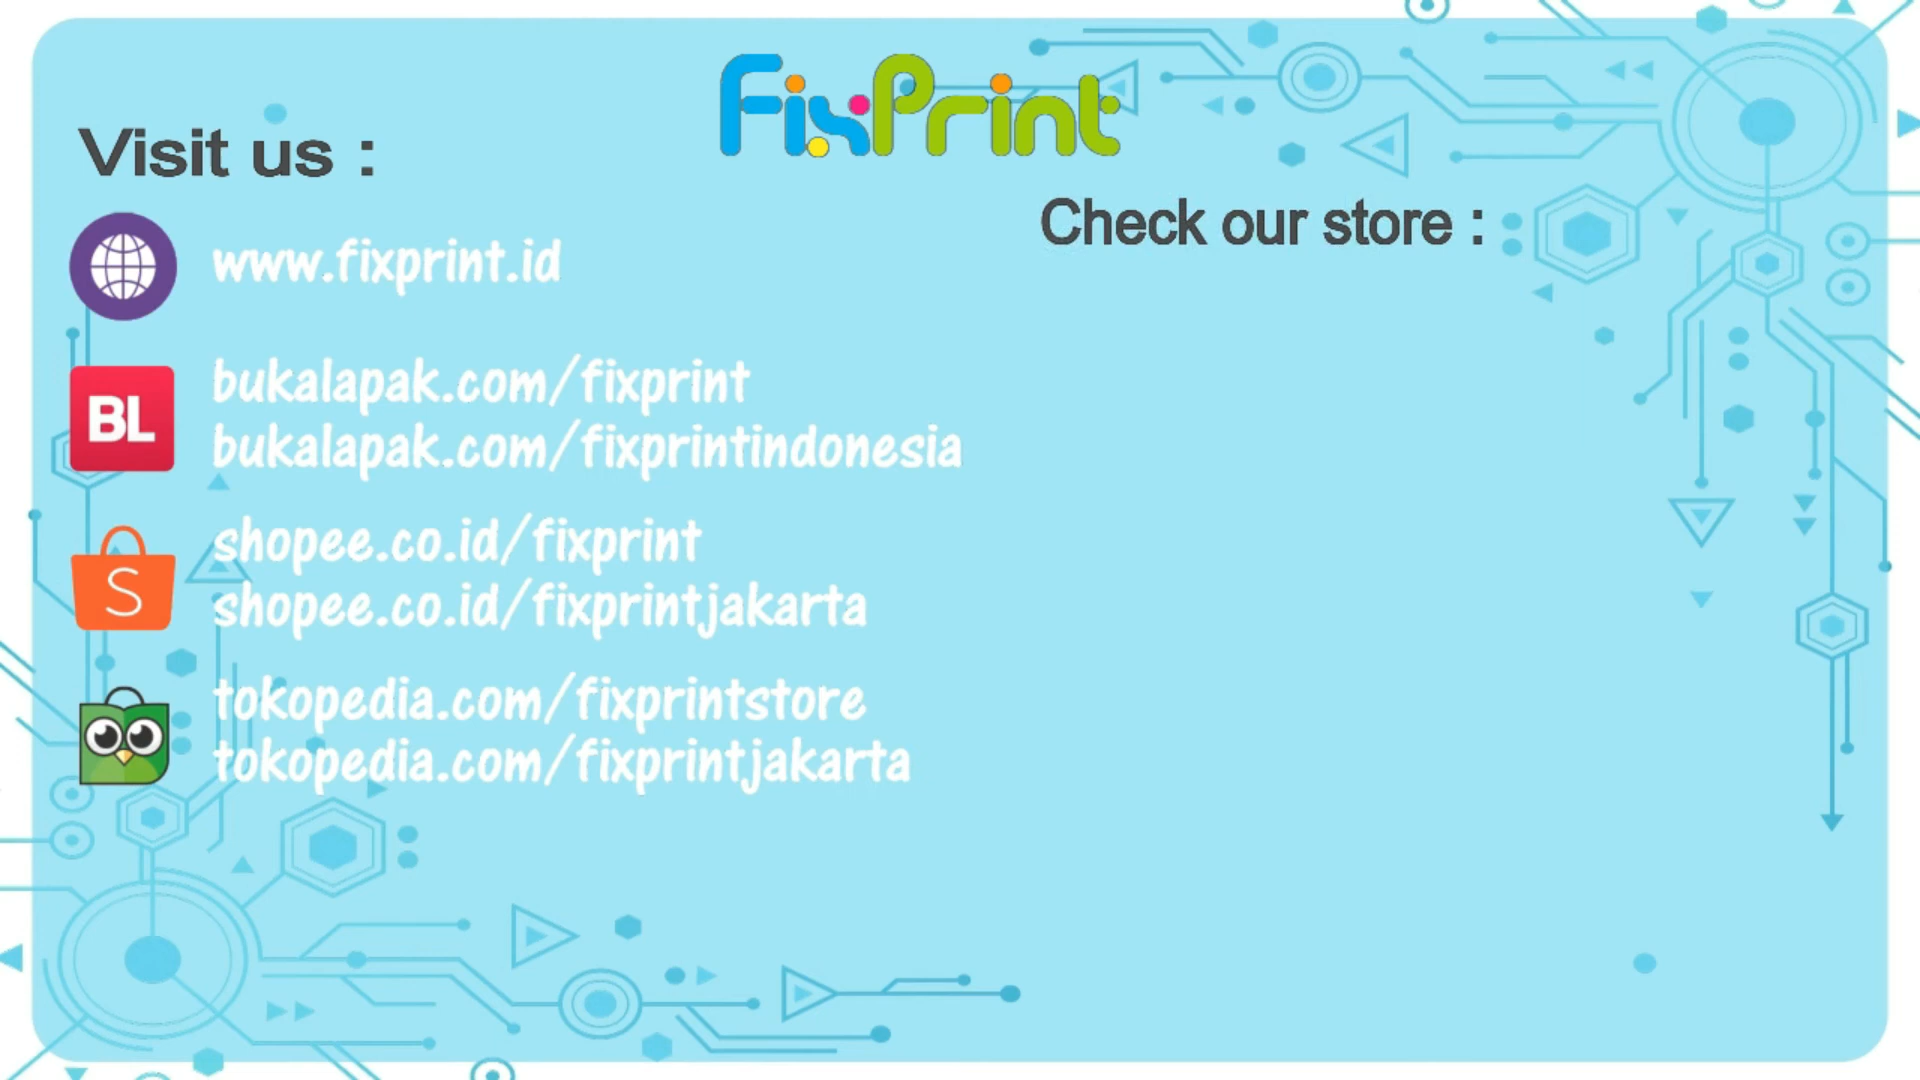 FixPrint
Visit us :
www.fixprint.id
BL
bukalapak.com/fixprint
bukalapak.com/fixprintindonesia
S
shopee.co.id/fixprint
shopee.co.id/fixprintjakarta
tokopedia.com/fixprintstore
tokopedia.com/fixprintjakarta
Check our store :